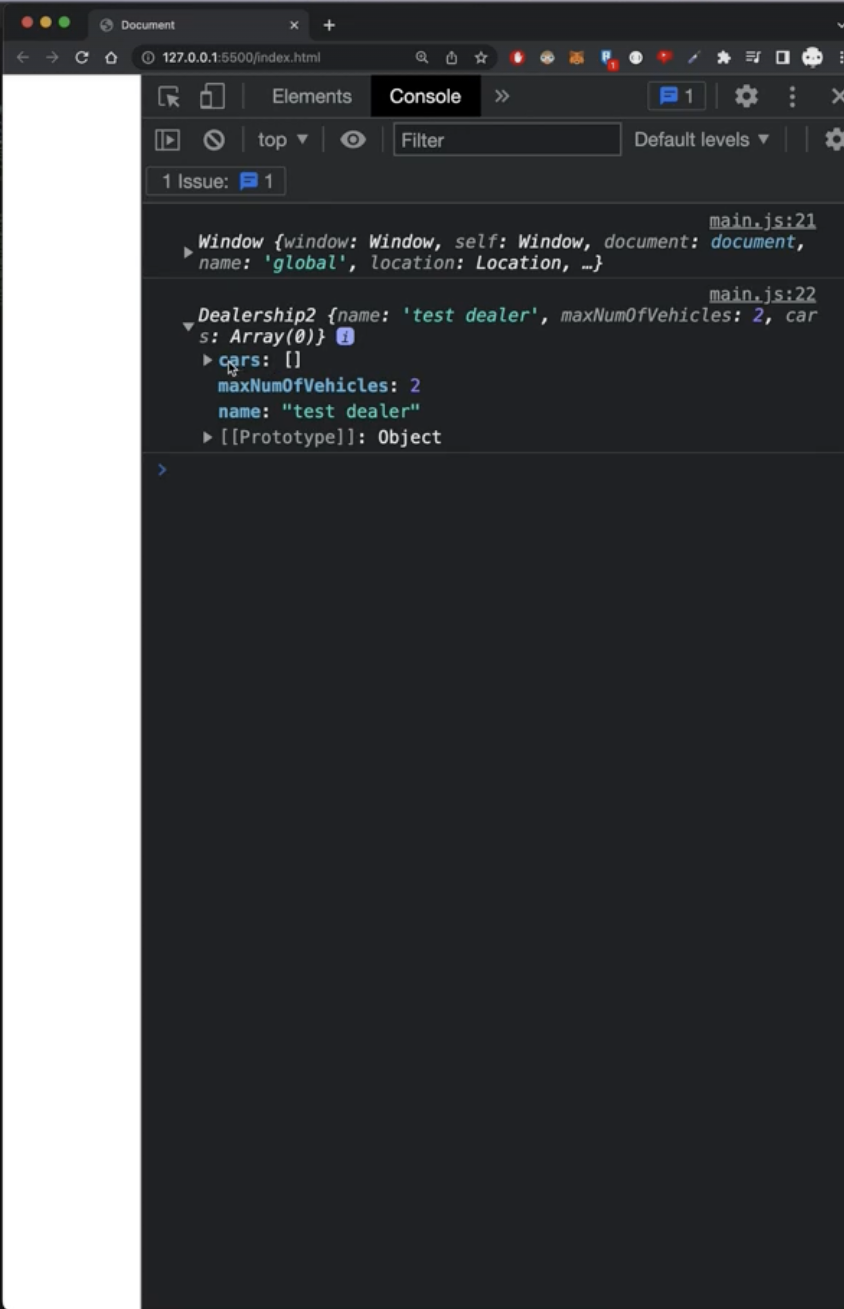 Document
127.0.0.1:5500/index.html
1
Elements Console » 1
top ▼ Filter Default levels ▼
1 Issue: 1
main.js:21
Window {window: Window, self: Window, document: document,
name: 'global', location: Location, …}
main.js:22
Dealership2 {name: 'test dealer', maxNumOfVehicles: 2, car
s: Array(0)} i
cars: []
maxNumOfVehicles: 2
name: "test dealer"
[[Prototype]]: Object
>